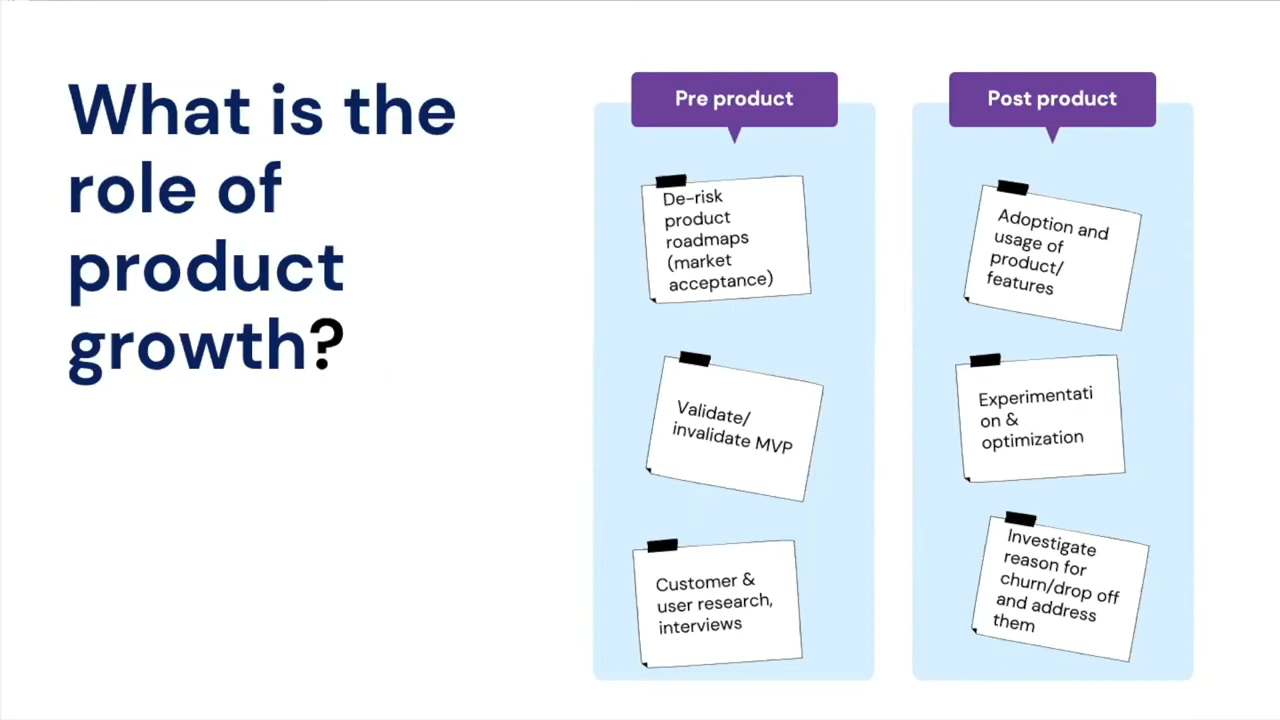 What is the
role of
product
growth?
Pre product
De-risk
product
roadmaps
(market
acceptance)
Validate/
invalidate MVP
Customer &
user research,
interviews
Post product
Adoption and
usage of
product/
features
Experimentati
on &
optimization
Investigate
reason for
churn/drop off
and address
them